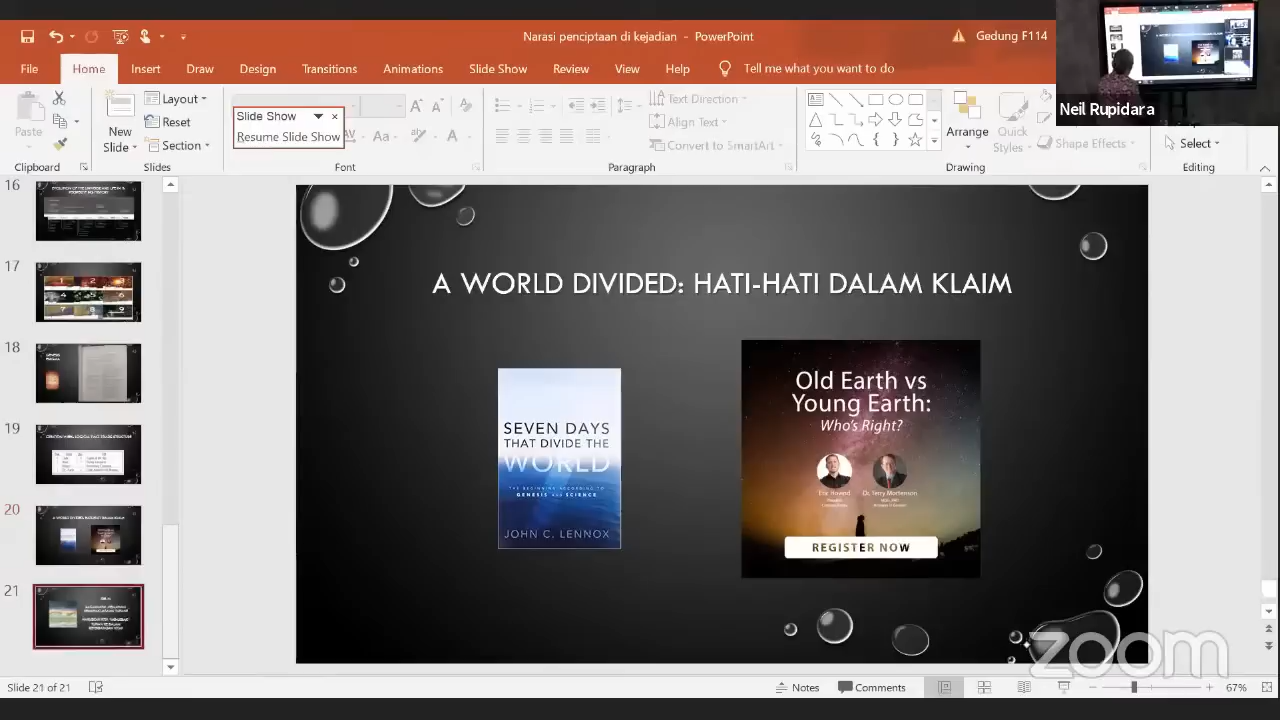 Narasi penciptaan di kejadian - PowerPoint
Gedung F114
File Home Insert Draw Design Transitions Animations Slide Show Review View Help Tell me what you want to do
Neil Rupidara
Paste
New
Slide
Layout
Reset
Section
Slide Show
Resume Slide Show
Aa
A
Text Direction
Align Text
Convert to SmartArt
Arrange
Quick
Styles
Shape Effects
Select
Clipboard Slides Font Paragraph Drawing Editing
16
17
18
19
20
21
A WORLD DIVIDED: HATI-HATI DALAM KLAIM
SEVEN DAYS
THAT DIVIDE THE
WORLD
THE BEGINNING ACCORDING TO
GENESIS AND SCIENCE
JOHN C. LENNOX
Old Earth vs
Young Earth:
Who's Right?
Dr. Terry Mortenson
REGISTER NOW
zoom
Slide 21 of 21
Notes Comments
67%